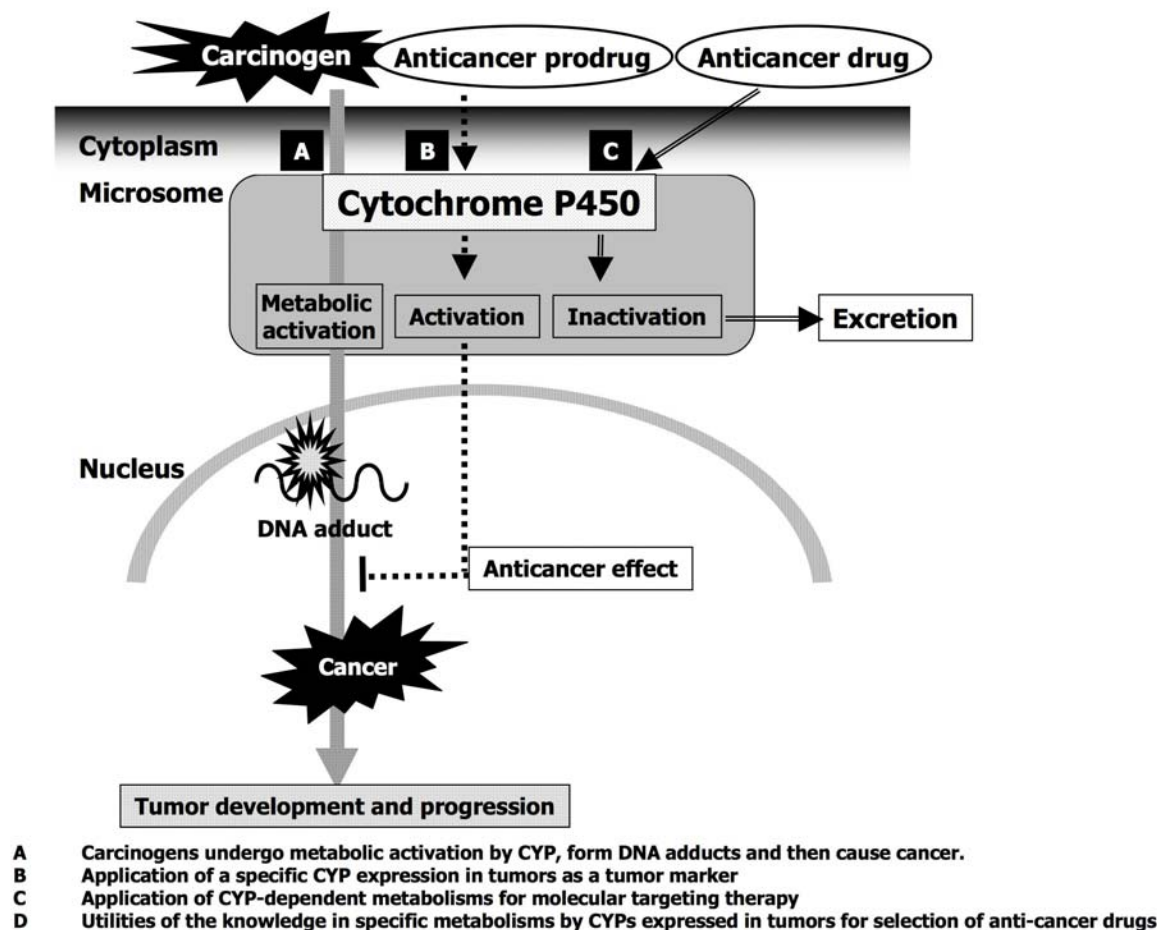 Carcinogen
Anticancer prodrug
Anticancer drug
Cytoplasm
A
B
C
Microsome
Cytochrome P450
Metabolic
activation
Activation
Inactivation
Excretion
Nucleus
DNA adduct
Anticancer effect
Cancer
Tumor development and progression
A Carcinogens undergo metabolic activation by CYP, form DNA adducts and then cause cancer.
B Application of a specific CYP expression in tumors as a tumor marker
C Application of CYP-dependent metabolisms for molecular targeting therapy
D Utilities of the knowledge in specific metabolisms by CYPs expressed in tumors for selection of anti-cancer drugs